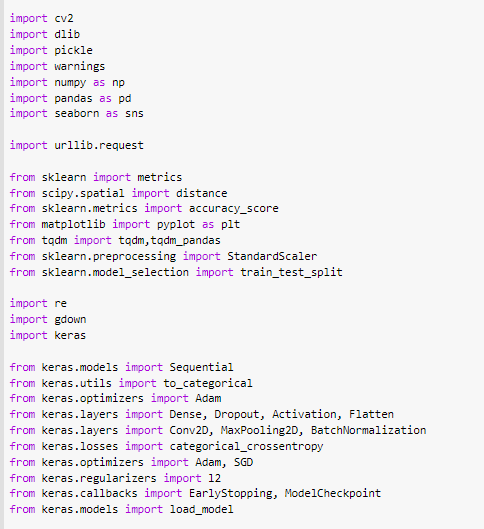 import cv2
import dlib
import pickle
import warnings
import numpy as np
import pandas as pd
import seaborn as sns
import urllib.request
from sklearn import metrics
from scipy.spatial import distance
from sklearn.metrics import accuracy_score
from matplotlib import pyplot as plt
from tqdm import tqdm,tqdm_pandas
from sklearn.preprocessing import StandardScaler
from sklearn.model_selection import train_test_split
import re
import gdown
import keras
from keras.models import Sequential
from keras.utils import to_categorical
from keras.optimizers import Adam
from keras.layers import Dense, Dropout, Activation, Flatten
from keras.layers import Conv2D, MaxPooling2D, BatchNormalization
from keras.losses import categorical_crossentropy
from keras.optimizers import Adam, SGD
from keras.regularizers import l2
from keras.callbacks import EarlyStopping, ModelCheckpoint
from keras.models import load_model